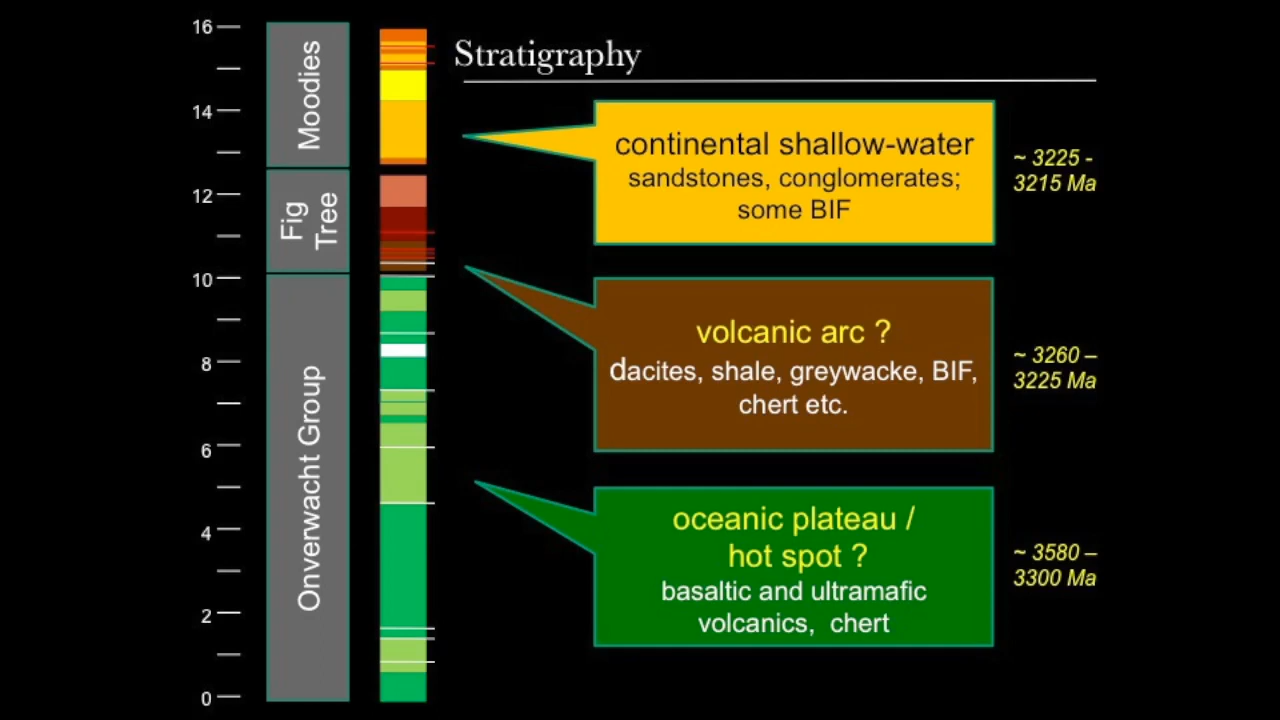 Stratigraphy
16
14
12
10
8
6
4
2
0
Moodies
Fig
Tree
Onverwacht Group
continental shallow-water
sandstones, conglomerates;
some BIF
~ 3225 -
3215 Ma
volcanic arc ?
dacites, shale, greywacke, BIF,
chert etc.
~ 3260 –
3225 Ma
oceanic plateau /
hot spot ?
basaltic and ultramafic
volcanics, chert
~ 3580 –
3300 Ma